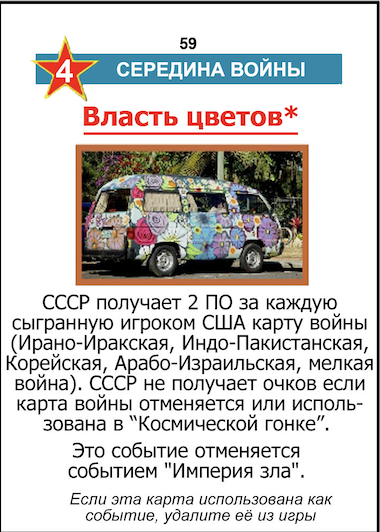 59
4 СЕРЕДИНА ВОЙНЫ
Власть цветов*
СССР получает 2 ПО за каждую
сыгранную игроком США карту войны
(Ирано-Иракская, Индо-Пакистанская,
Корейская, Арабо-Израильская, мелкая
война). СССР не получает очков если
карта войны отменяется или исполь-
зована в “Космической гонке”.
Это событие отменяется
событием "Империя зла".
Если эта карта использована как
событие, удалите её из игры